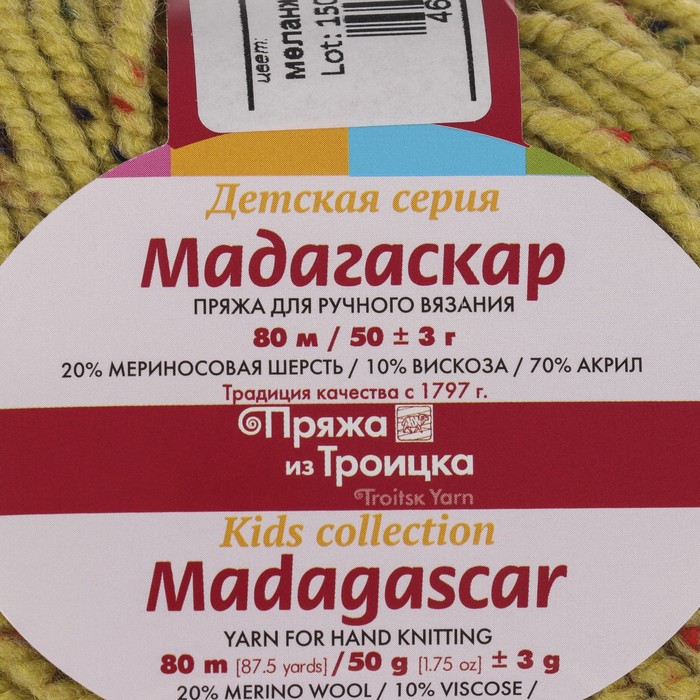 цвет:
меланж
Lot: 150
46
Детская серия
Мадагаскар
ПРЯЖА ДЛЯ РУЧНОГО ВЯЗАНИЯ
80 м / 50 ± 3 г
20% МЕРИНОСОВАЯ ШЕРСТЬ / 10% ВИСКОЗА / 70% АКРИЛ
Традиция качества с 1797 г.
Пряжа
из Троицка
Troitsk Yarn
Kids collection
Madagascar
YARN FOR HAND KNITTING
80 m [87.5 yards] / 50 g [1.75 oz] ± 3 g
20% MERINO WOOL / 10% VISCOSE /